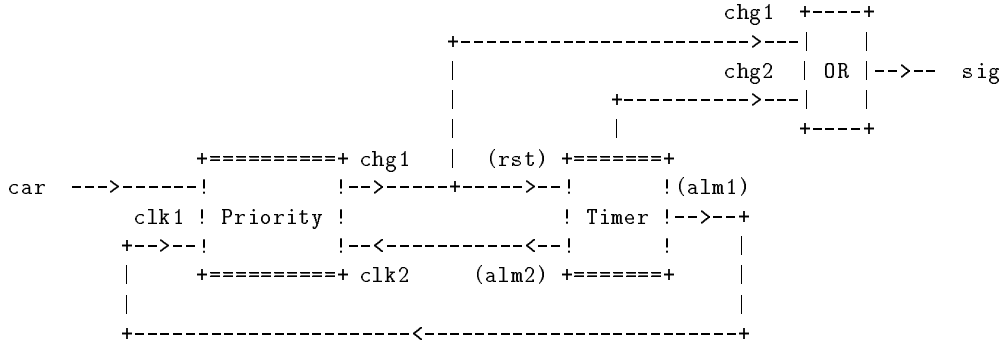 chg1 +----+
+--------------------->---| |
| chg2 | OR |-->-- sig
| +---------->---| |
| | +----+
+==========+ chg1 | (rst) +=======+
car --->------! !-->-----+----->--! !(alm1)
clk1 ! Priority ! ! Timer !-->--+
+-->--! !--<----------<--! ! |
| +==========+ clk2 (alm2) +=======+ |
| |
+--------------------<----------------------+